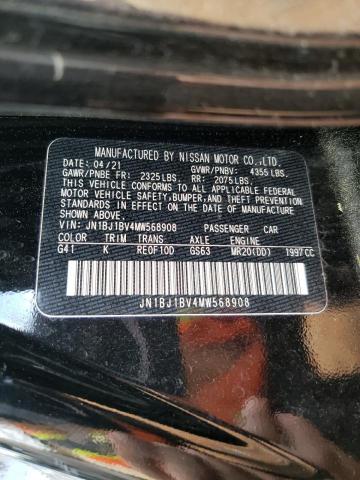 MANUFACTURED BY NISSAN MOTOR CO.,LTD.
DATE: 04/21 GVWR/PNBV: 4355 LBS.
GAWR/PNBE FR: 2325 LBS. RR: 2075 LBS.
THIS VEHICLE CONFORMS TO ALL APPLICABLE FEDERAL
MOTOR VEHICLE SAFETY, BUMPER, AND THEFT PREVENTION
STANDARDS IN EFFECT ON THE DATE OF MANUFACTURE
SHOWN ABOVE.
VIN: JN1BJ1BV4MW568908 PASSENGER CAR
COLOR TRIM TRANS AXLE ENGINE
G41 K RE0F10D GS63 MR20(DD) 1997CC
JN1BJ1BV4MW568908